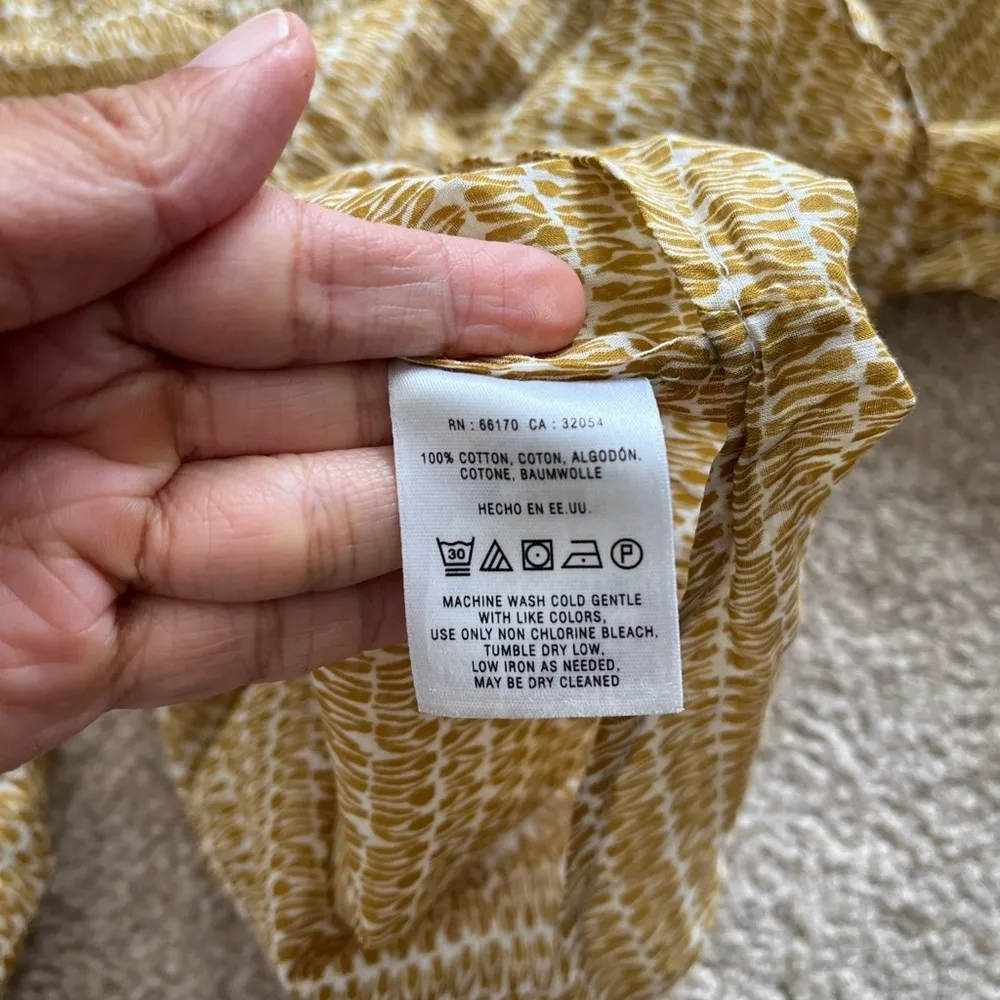 RN : 66170 CA : 32054
100% COTTON, COTON, ALGODÓN.
COTONE, BAUMWOLLE
HECHO EN EE.UU.
30 P
MACHINE WASH COLD GENTLE
WITH LIKE COLORS,
USE ONLY NON CHLORINE BLEACH,
TUMBLE DRY LOW,
LOW IRON AS NEEDED,
MAY BE DRY CLEANED